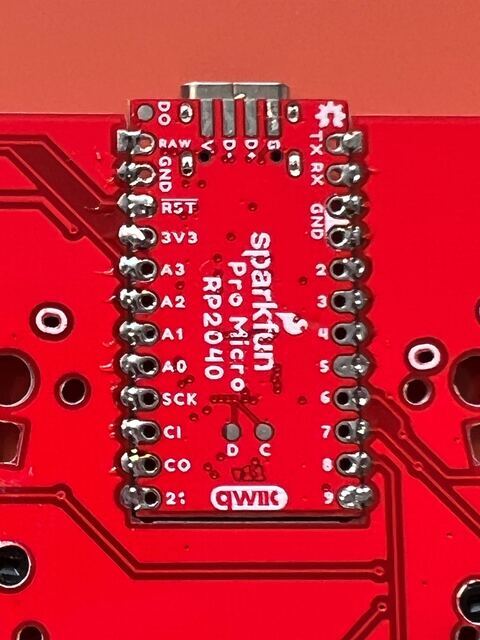 DO
V D- D+ G
RAW
GND
RST
3V3
A3
A2
A1
A0
SCK
CI
CO
21
TX
RX
GND
2
3
4
5
6
7
8
9
sparkfun
Pro Micro
RP2040
D C
qwiic